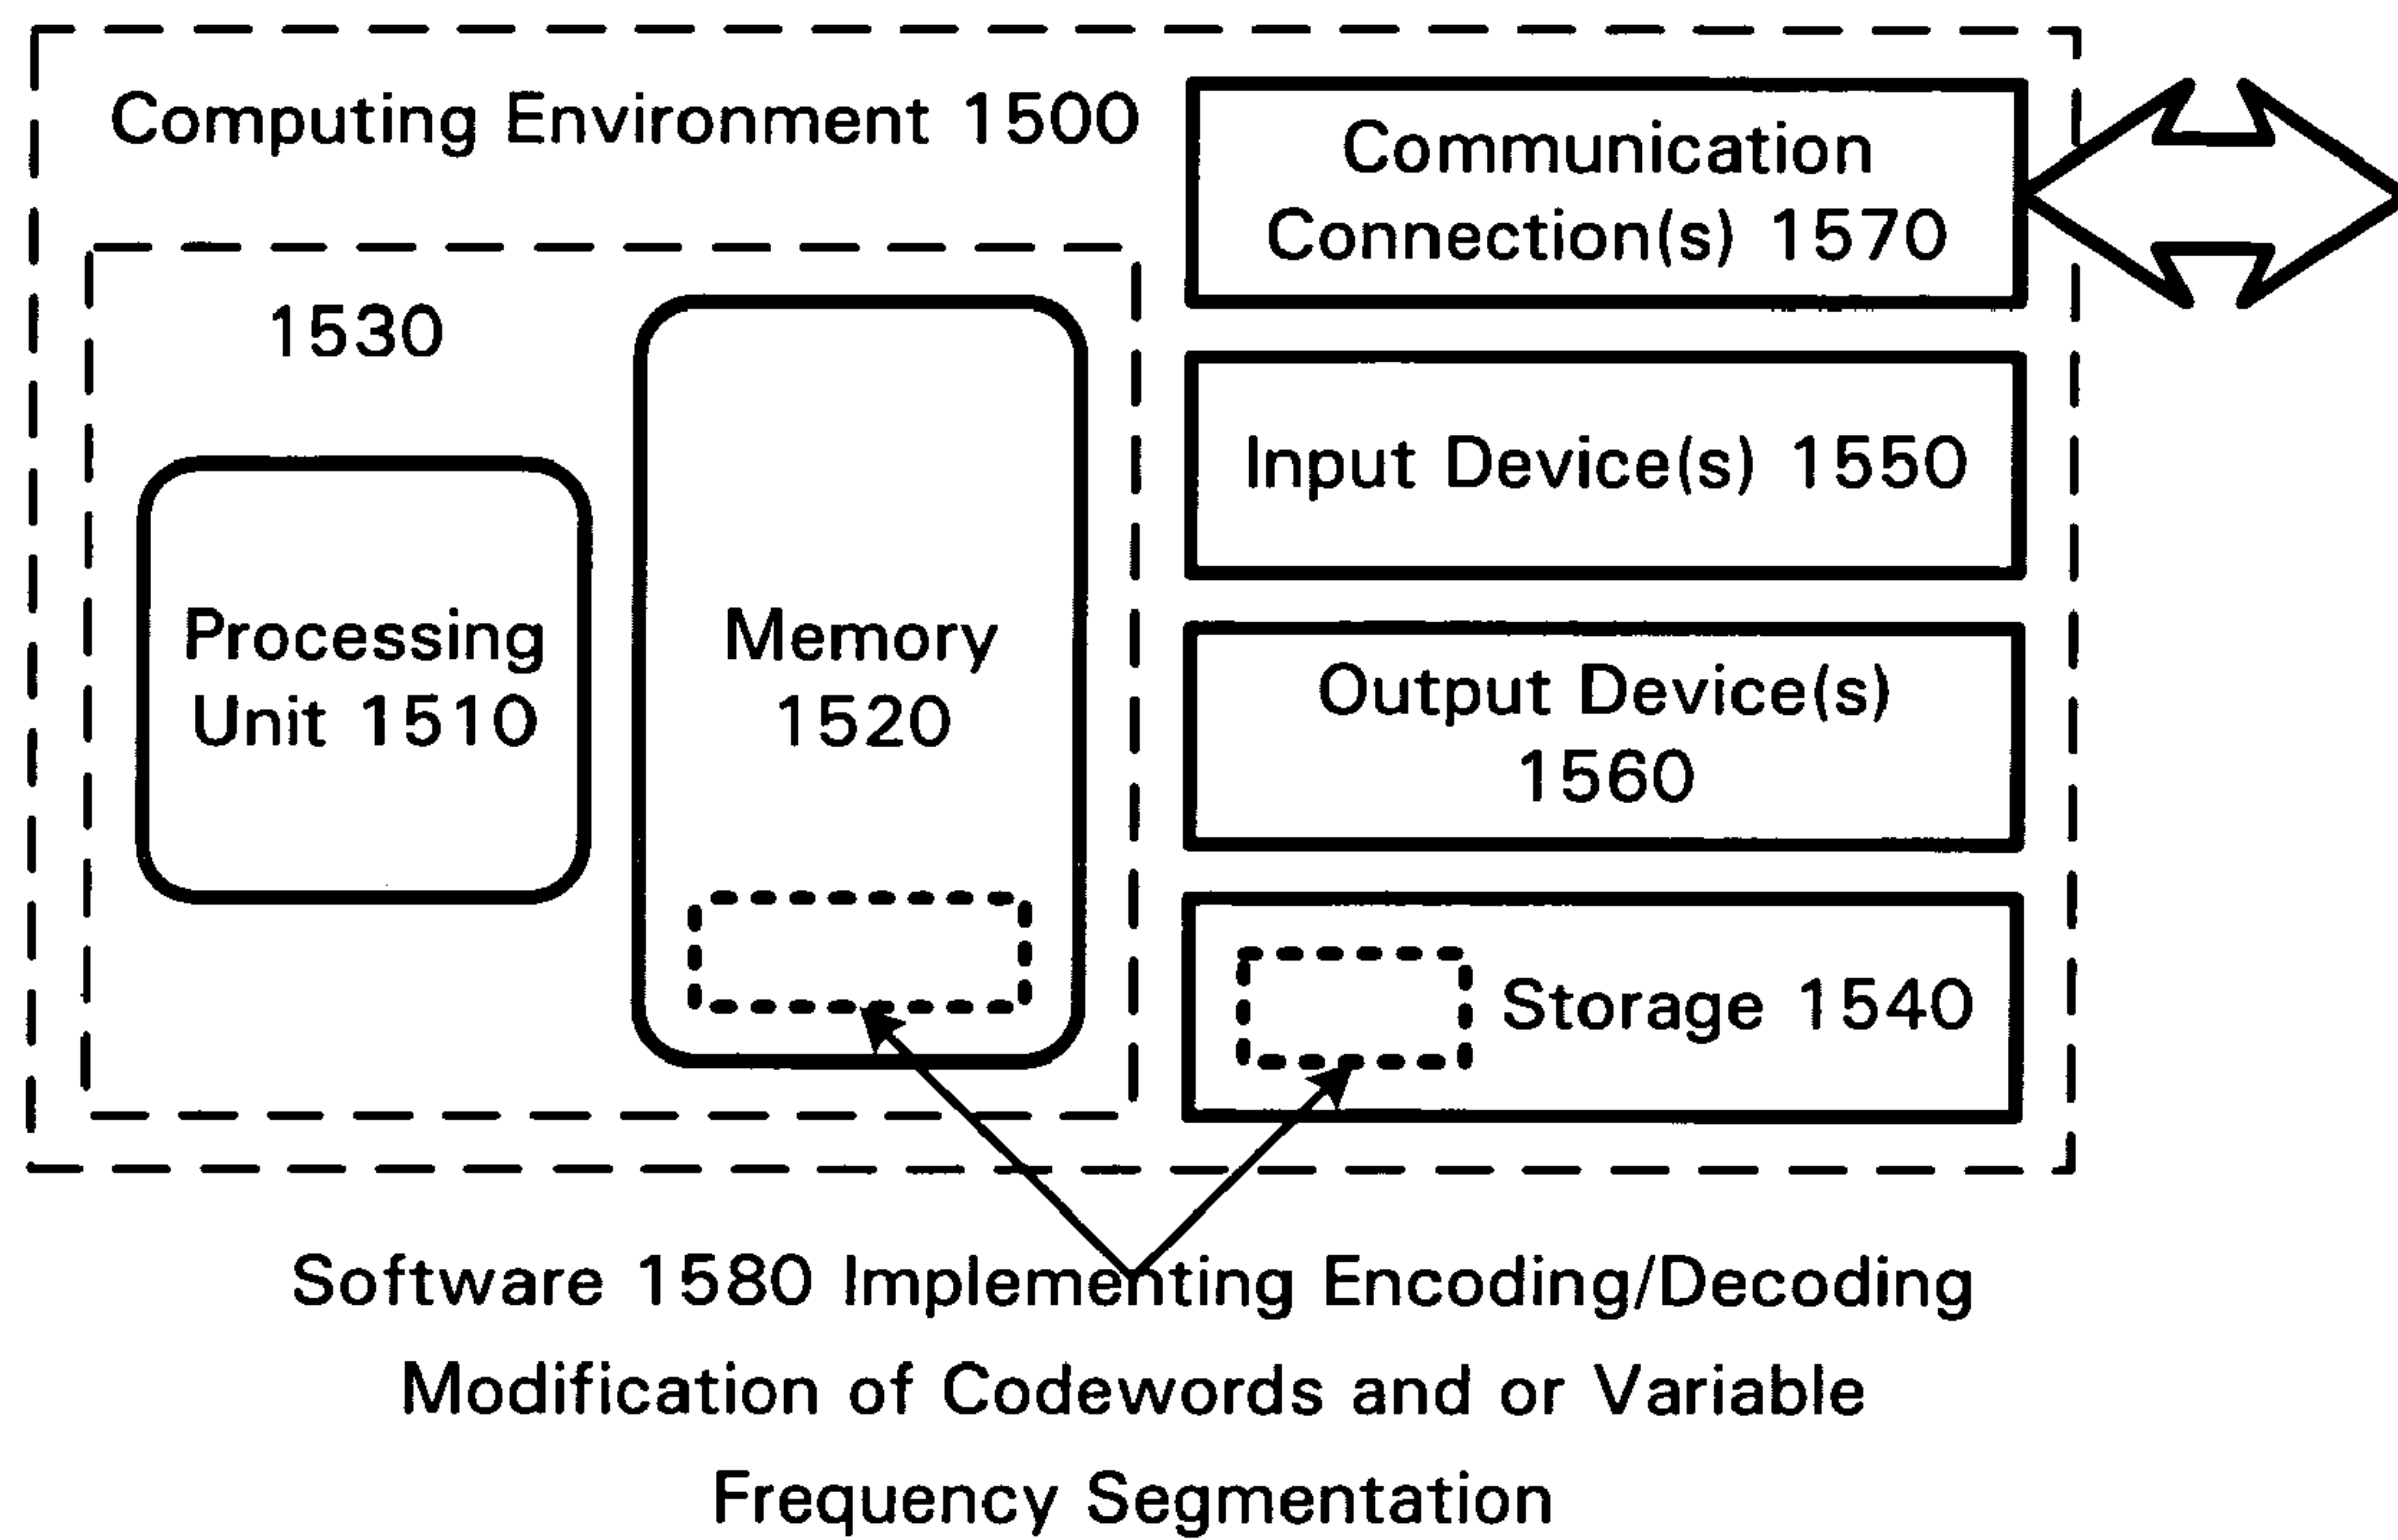 Computing Environment 1500
Communication
Connection(s) 1570
1530
Input Device(s) 1550
Processing
Unit 1510
Memory
1520
Output Device(s)
1560
Storage 1540
Software 1580 Implementing Encoding/Decoding
Modification of Codewords and or Variable
Frequency Segmentation